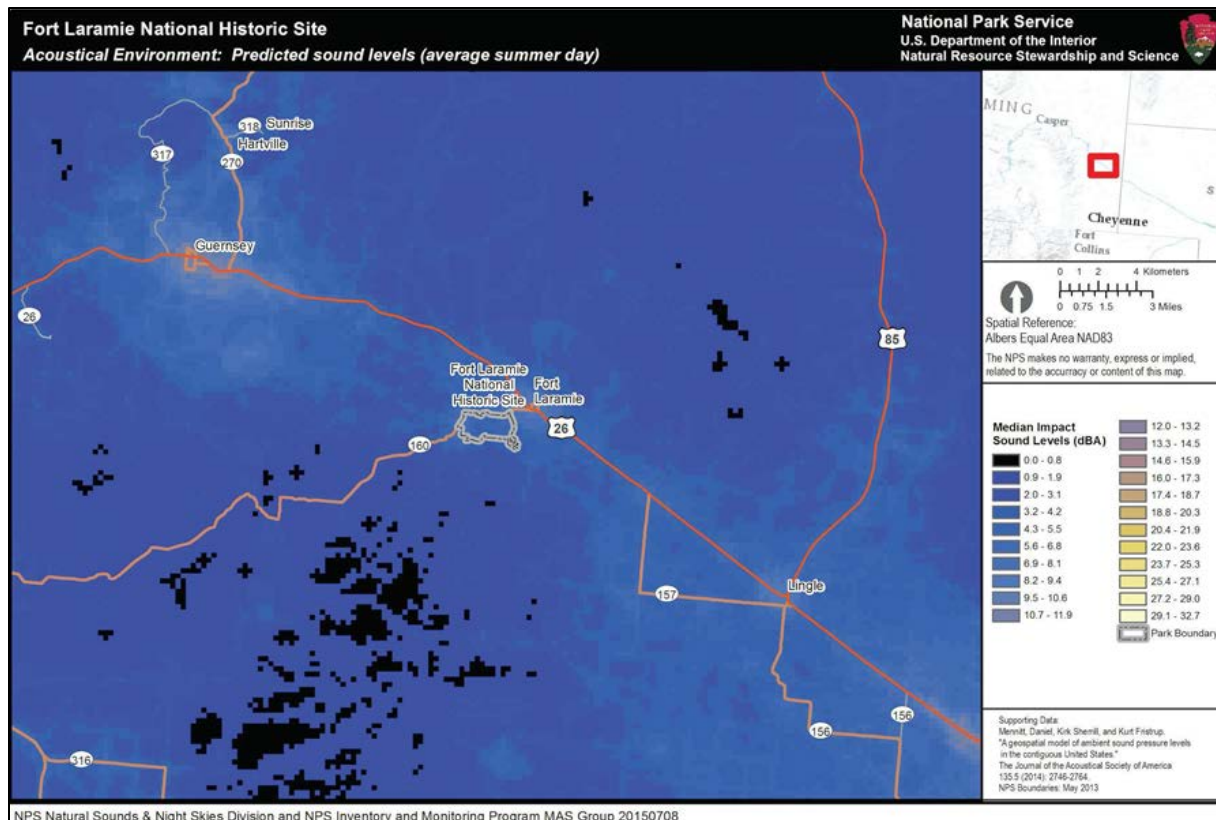 Fort Laramie National Historic Site
Acoustical Environment: Predicted sound levels (average summer day)
National Park Service
U.S. Department of the Interior
Natural Resource Stewardship and Science
318
Sunrise
Hartville
317
270
Guernsey
26
85
Fort Laramie
National
Historic Site
Fort
Laramie
26
160
157
Lingle
156
156
316
MING
Casper
S
Cheyenne
Fort
Collins
0 1 2 4 Kilometers
0 0.75 1.5 3 Miles
Spatial Reference:
Albers Equal Area NAD83
The NPS makes no warranty, express or implied,
related to the accurracy or content of this map.
Median Impact
Sound Levels (dBA)
0.0 - 0.8
0.9 - 1.9
2.0 - 3.1
3.2 - 4.2
4.3 - 5.5
5.6 - 6.8
6.9 - 8.1
8.2 - 9.4
9.5 - 10.6
10.7 - 11.9
12.0 - 13.2
13.3 - 14.5
14.6 - 15.9
16.0 - 17.3
17.4 - 18.7
18.8 - 20.3
20.4 - 21.9
22.0 - 23.6
23.7 - 25.3
25.4 - 27.1
27.2 - 29.0
29.1 - 32.7
Park Boundary
Supporting Data:
Mennitt, Daniel, Kirk Sherrill, and Kurt Fristrup.
"A geospatial model of ambient sound pressure levels
in the contiguous United States."
The Journal of the Acoustical Society of America
135.5 (2014): 2746-2764.
NPS Boundaries: May 2013
NPS Natural Sounds & Night Skies Division and NPS Inventory and Monitoring Program MAS Group 20150708